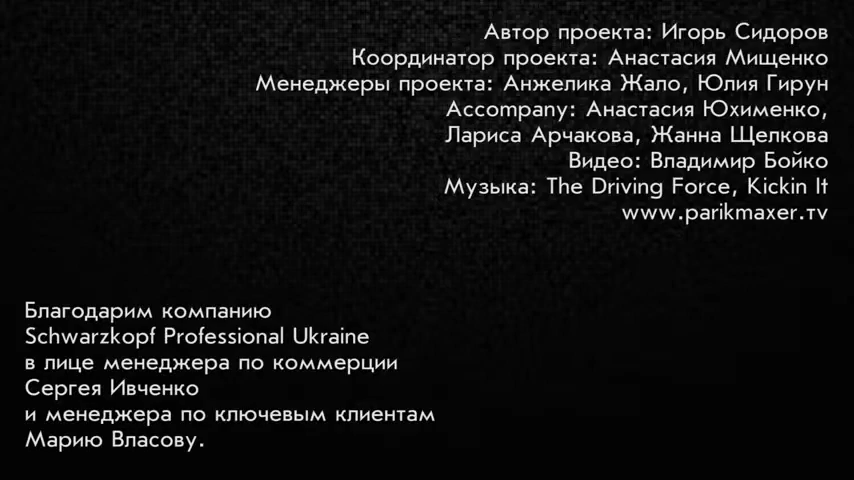 Автор проекта: Игорь Сидоров
Координатор проекта: Анастасия Мищенко
Менеджеры проекта: Анжелика Жало, Юлия Гирун
Accompany: Анастасия Юхименко,
Лариса Арчакова, Жанна Щелкова
Видео: Владимир Бойко
Музыка: The Driving Force, Kickin It
www.parikmaxer.тv
Благодарим компанию
Schwarzkopf Professional Ukraine
в лице менеджера по коммерции
Сергея Ивченко
и менеджера по ключевым клиентам
Марию Власову.